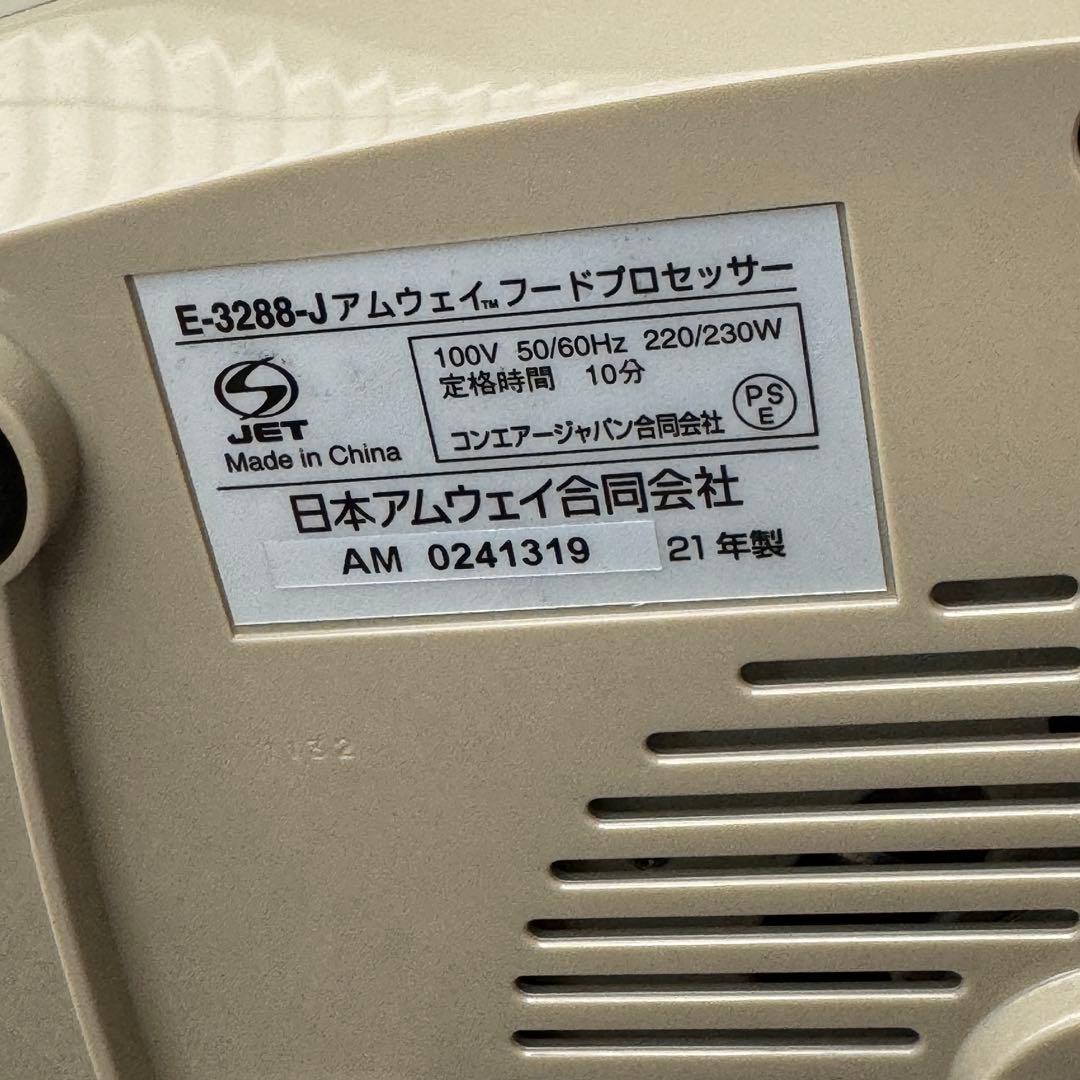 E-3288-J アムウェイ™フードプロセッサー
JET
Made in China
100V 50/60Hz 220/230W
定格時間 10分
コンエアージャパン合同会社
PS
E
日本アムウェイ合同会社
AM 0241319 21年製